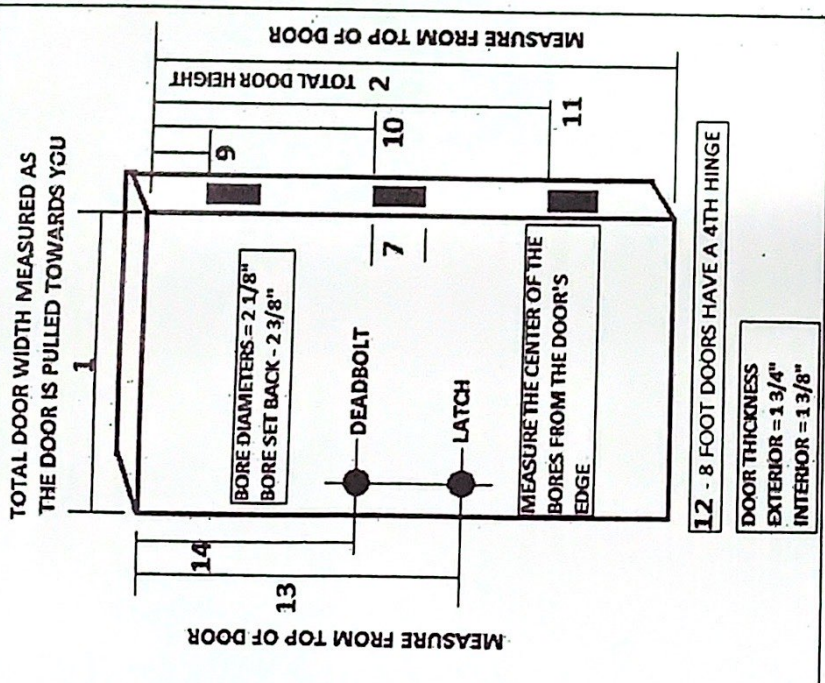 TOTAL DOOR WIDTH MEASURED AS
THE DOOR IS PULLED TOWARDS YOU
1
MEASURE FROM TOP OF DOOR
TOTAL DOOR HEIGHT 2
9
10
11
7
14
13
MEASURE FROM TOP OF DOOR
BORE DIAMETERS = 2 1/8"
BORE SET BACK - 2 3/8"
DEADBOLT
LATCH
MEASURE THE CENTER OF THE
BORES FROM THE DOOR'S
EDGE
12 - 8 FOOT DOORS HAVE A 4TH HINGE
DOOR THICKNESS
EXTERIOR = 1 3/4"
INTERIOR = 1 3/8"